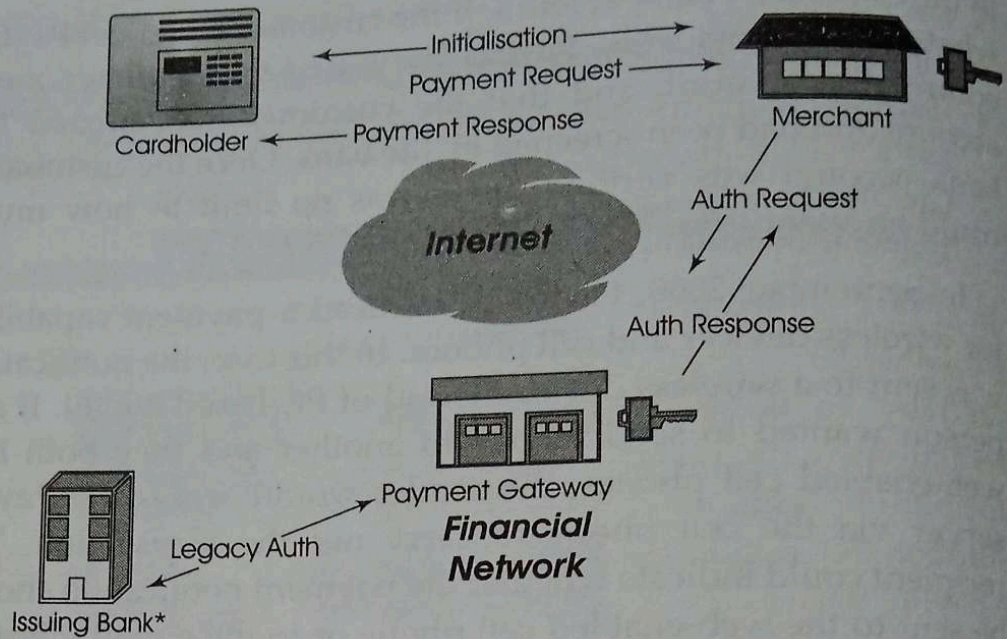 Initialisation
Payment Request
Cardholder
Payment Response
Merchant
Internet
Auth Request
Auth Response
Payment Gateway
Financial
Network
Legacy Auth
Issuing Bank*